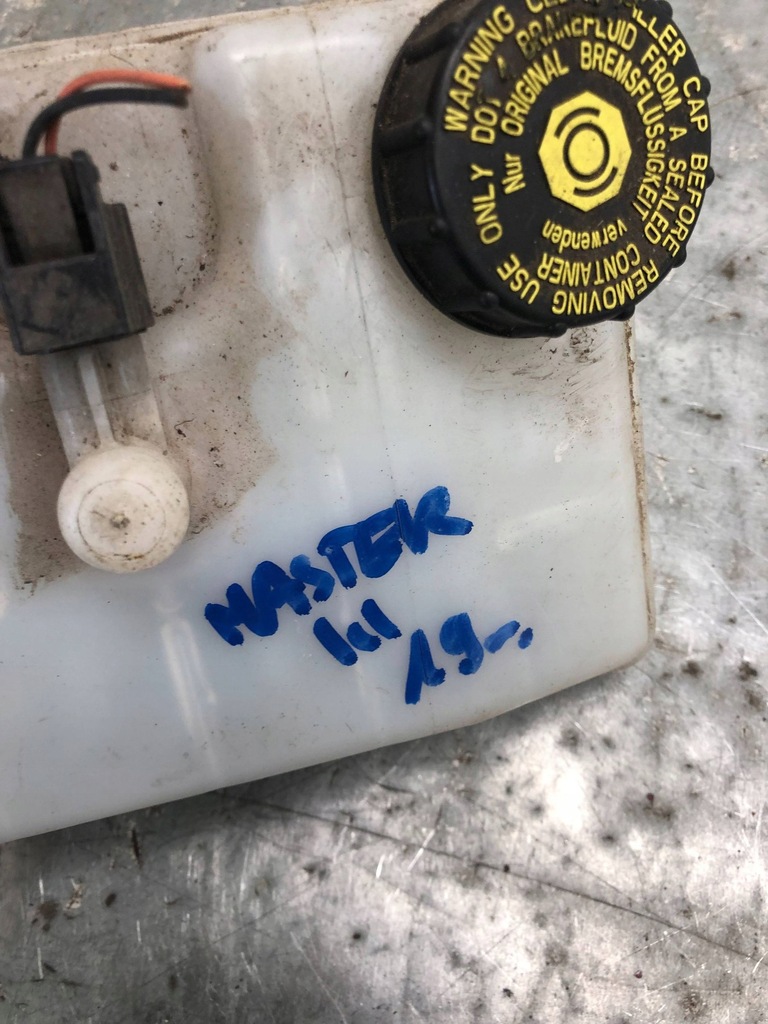 WARNING CLEAN FILLER CAP BEFORE REMOVING USE
ONLY DOT 4 BRAKEFLUID FROM A SEALED CONTAINER
Nur ORIGINAL BREMSFLÜSSIGKEIT verwenden
MASTER
III
19-.